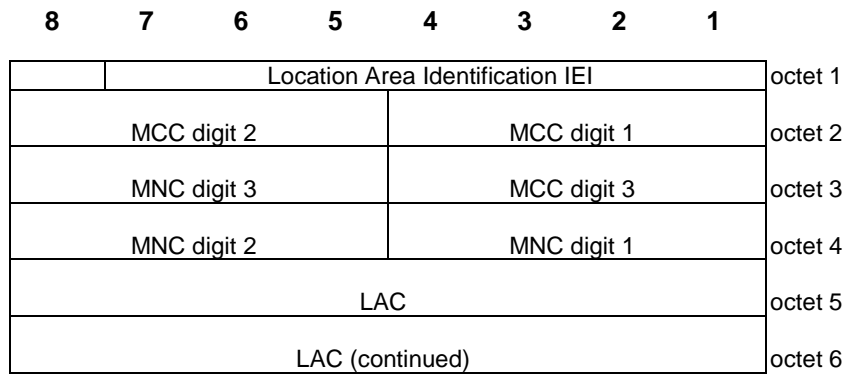 8 7 6 5 4 3 2 1
Location Area Identification IEI octet 1
MCC digit 2 MCC digit 1 octet 2
MNC digit 3 MCC digit 3 octet 3
MNC digit 2 MNC digit 1 octet 4
LAC octet 5
LAC (continued) octet 6